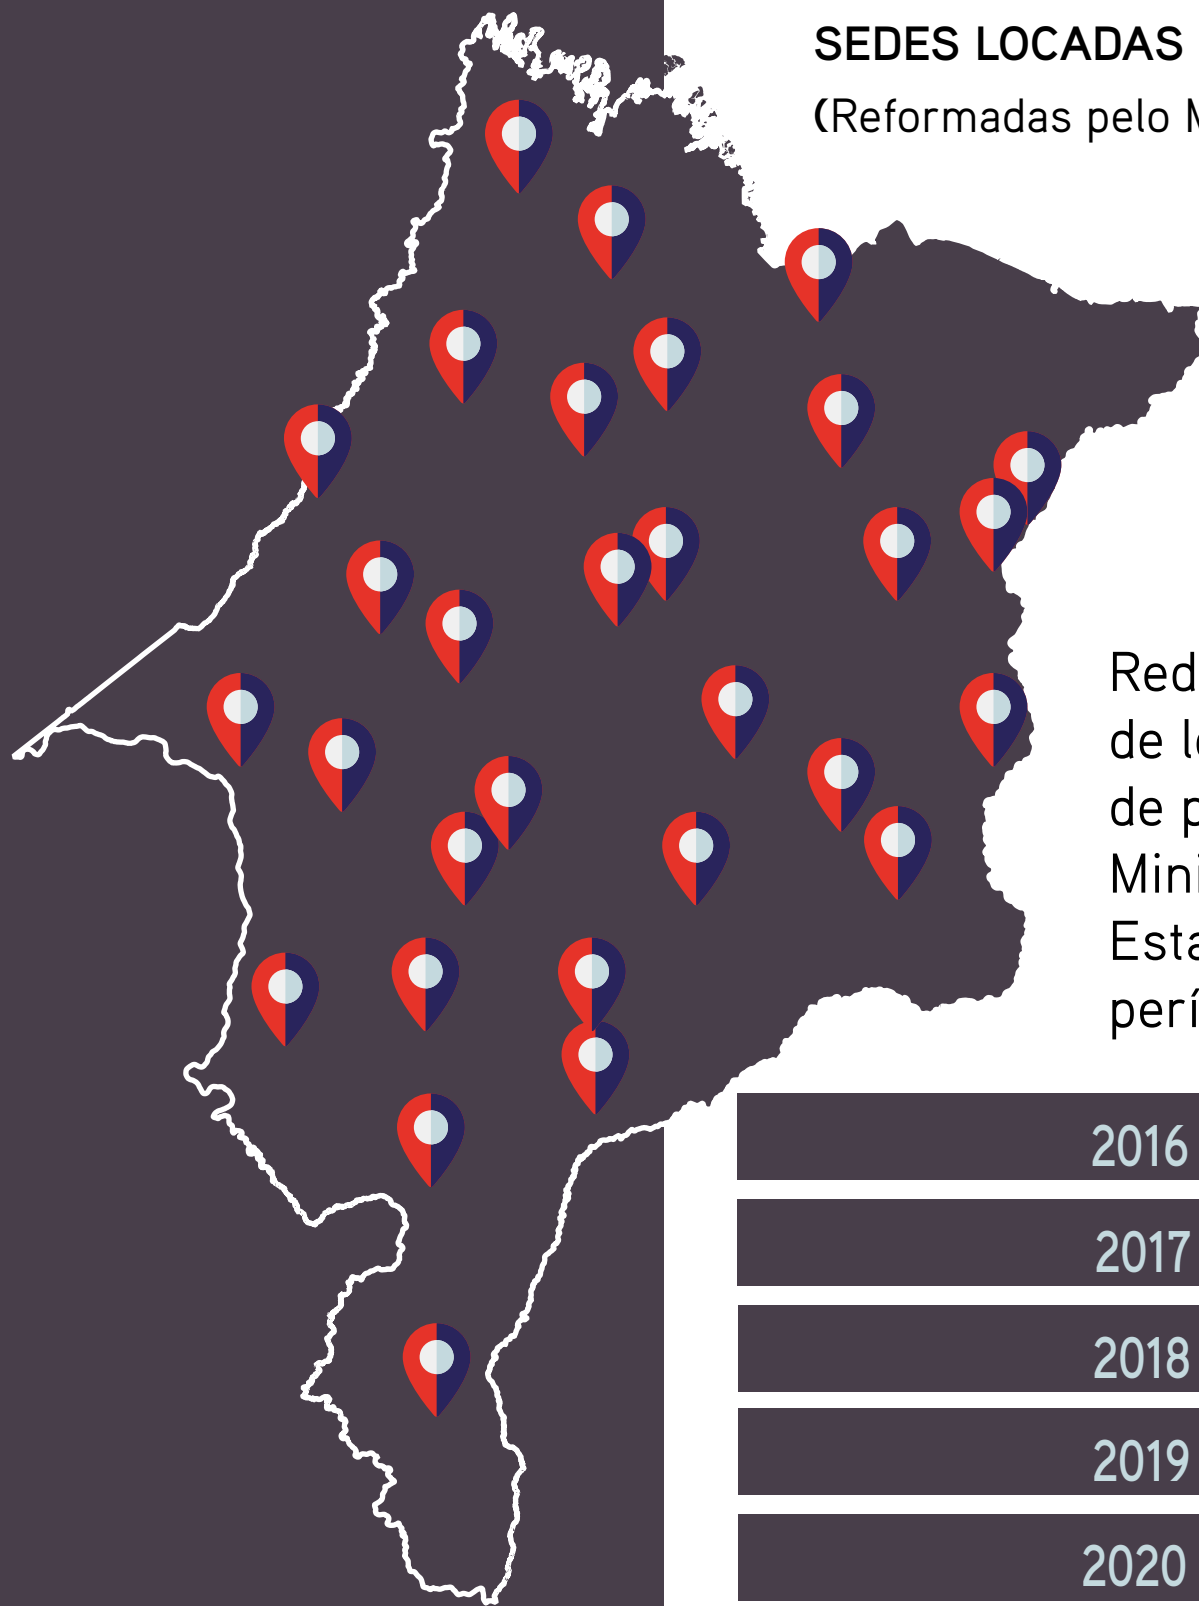 SEDES LOCADAS
(Reformadas pelo M
Red
de l
de p
Mini
Esta
perí
2016
2017
2018
2019
2020